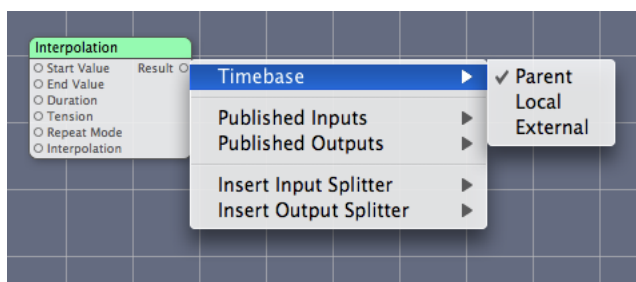 Interpolation
Start Value Result
End Value
Duration
Tension
Repeat Mode
Interpolation
Timebase
Published Inputs
Published Outputs
Insert Input Splitter
Insert Output Splitter
✓ Parent
Local
External